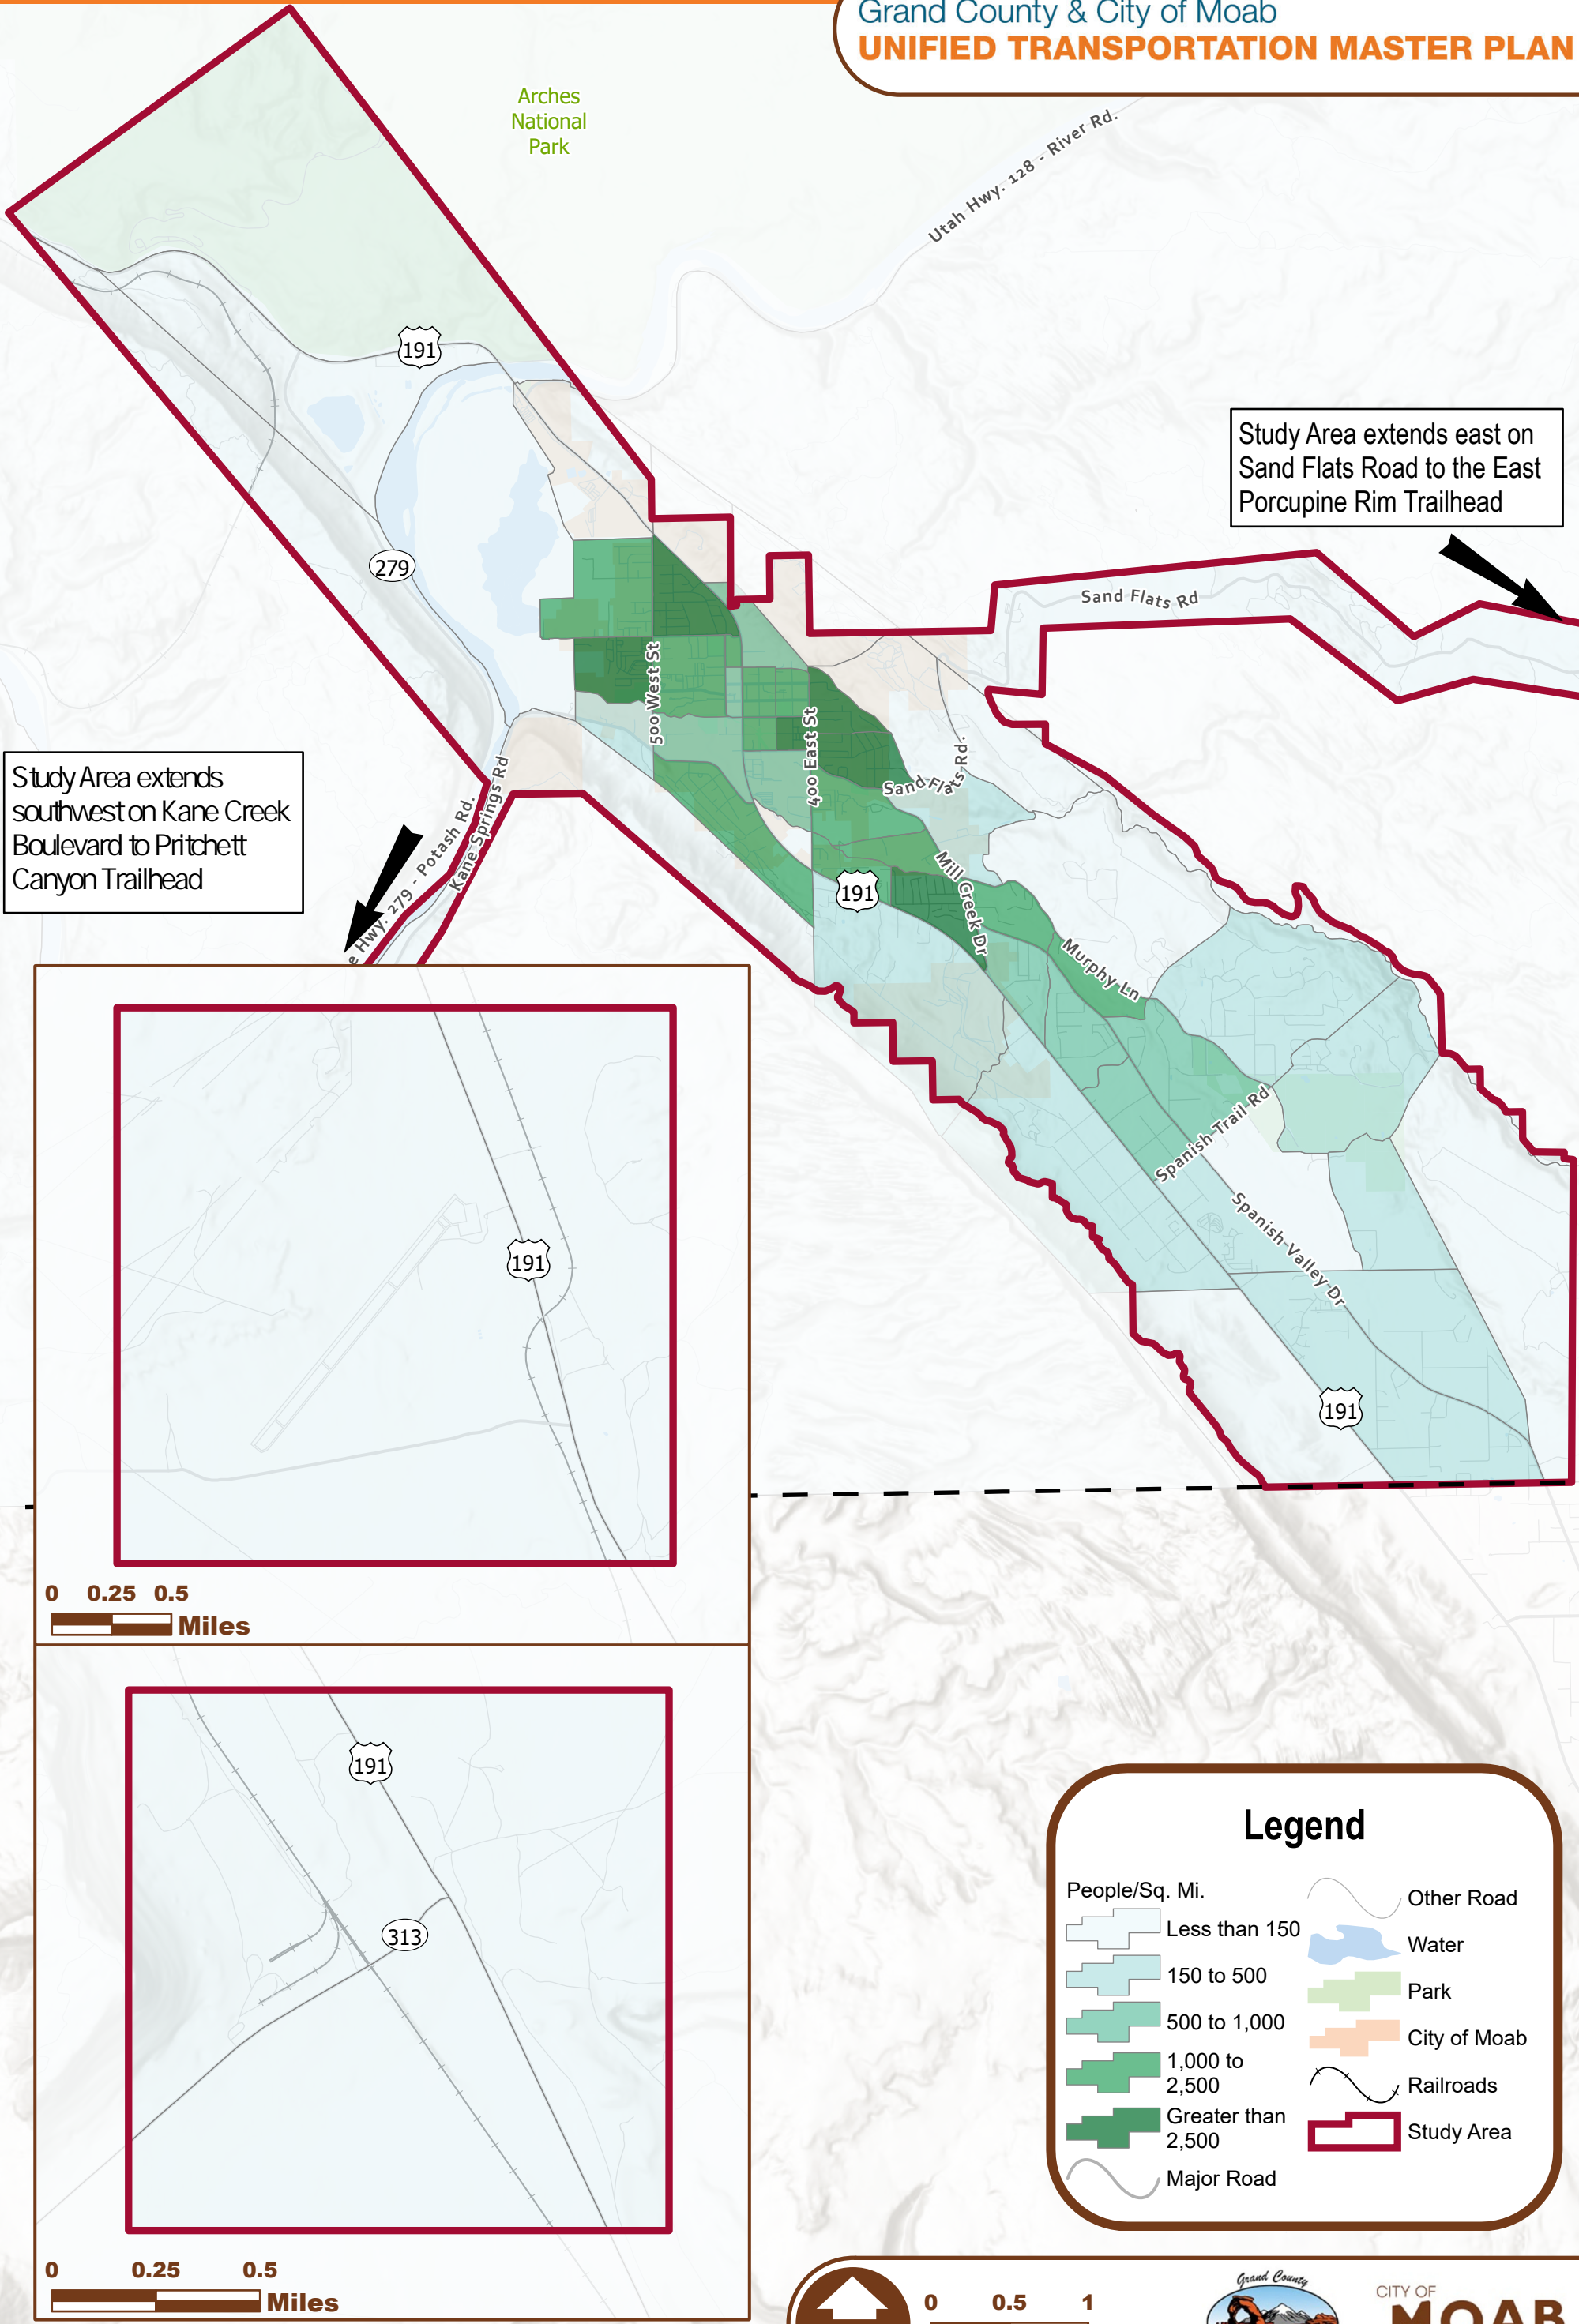 Grand County & City of Moab
UNIFIED TRANSPORTATION MASTER PLAN
Arches
National
Park
Utah Hwy. 128 - River Rd.
191
Study Area extends east on
Sand Flats Road to the East
Porcupine Rim Trailhead
279
Sand Flats Rd
500 West St
400 East St
Sand Flats Rd.
Study Area extends
southwest on Kane Creek
Boulevard to Pritchett
Canyon Trailhead
e Hwy. 279 - Potash Rd.
Kane Springs Rd
191
Mill Creek Dr
Murphy Ln
Spanish Trail Rd
Spanish Valley Dr
191
191
0 0.25 0.5
Miles
191
313
0 0.25 0.5
Miles
Legend
People/Sq. Mi.
Less than 150
150 to 500
500 to 1,000
1,000 to
2,500
Greater than
2,500
Major Road
Other Road
Water
Park
City of Moab
Railroads
Study Area
0 0.5 1
Grand County
CITY OF
MOAB